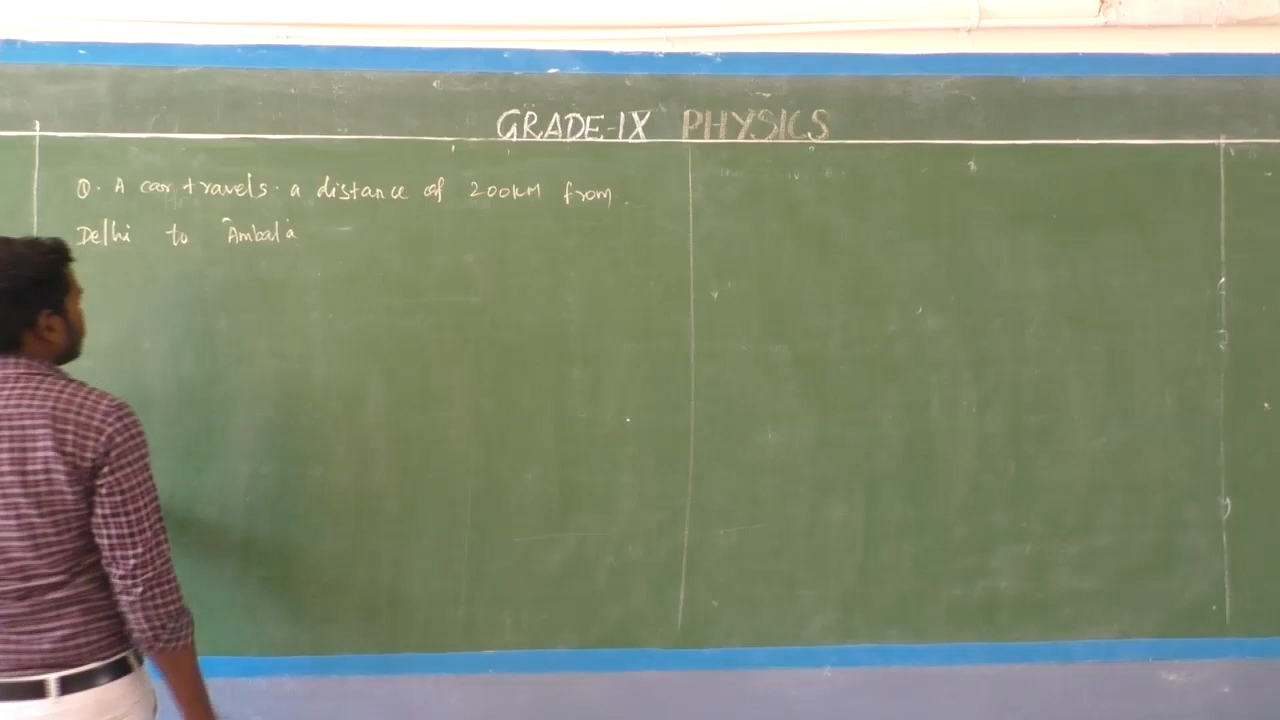 GRADE-IX PHYSICS
Q. A car travels a distance of 200KM from
Delhi to Ambala